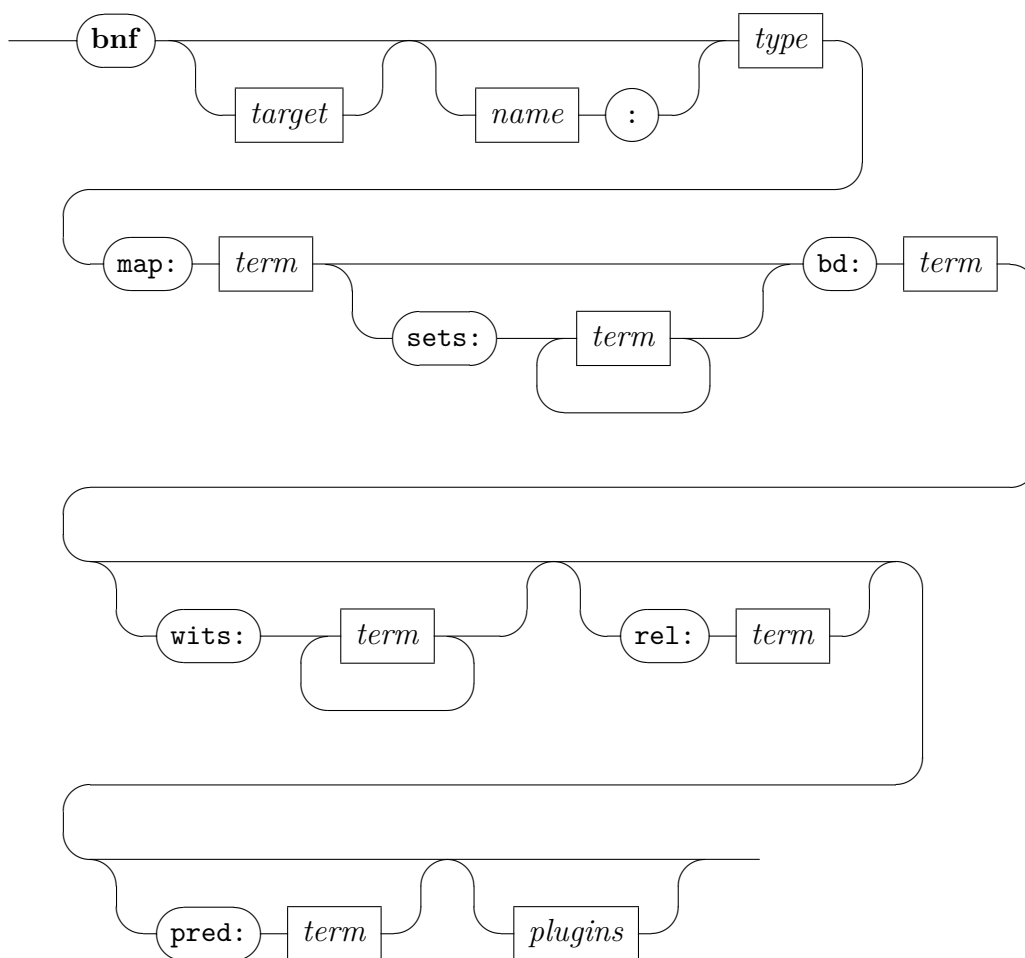 bnf type
target name :
map: term bd: term
sets: term
wits: term rel: term
pred: term plugins